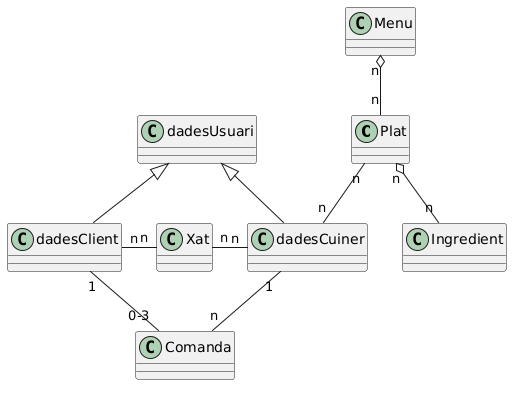 C Menu
n
n
C dadesUsuari
C Plat
n
n
n
n
C dadesClient
n n
C Xat
n n
C dadesCuiner
C Ingredient
1
1
0-3
n
C Comanda